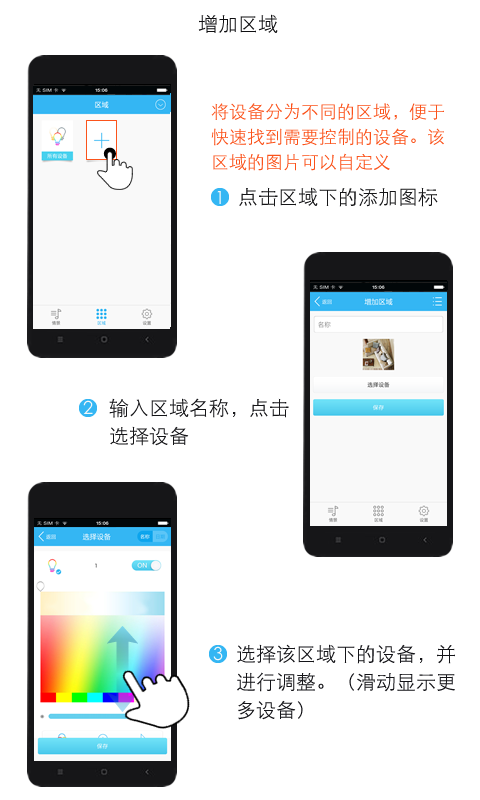 增加区域
无 SIM 卡
15:06
区域
所有设备
将设备分为不同的区域，便于
快速找到需要控制的设备。该
区域的图片可以自定义
1 点击区域下的添加图标
情景
区域
设置
无 SIM 卡
15:06
返回
增加区域
名称
选择设备
保存
情景
区域
设置
2 输入区域名称，点击
选择设备
无 SIM 卡
15:06
返回
选择设备
名称
1
ON
保存
3 选择该区域下的设备，并
进行调整。（滑动显示更
多设备）